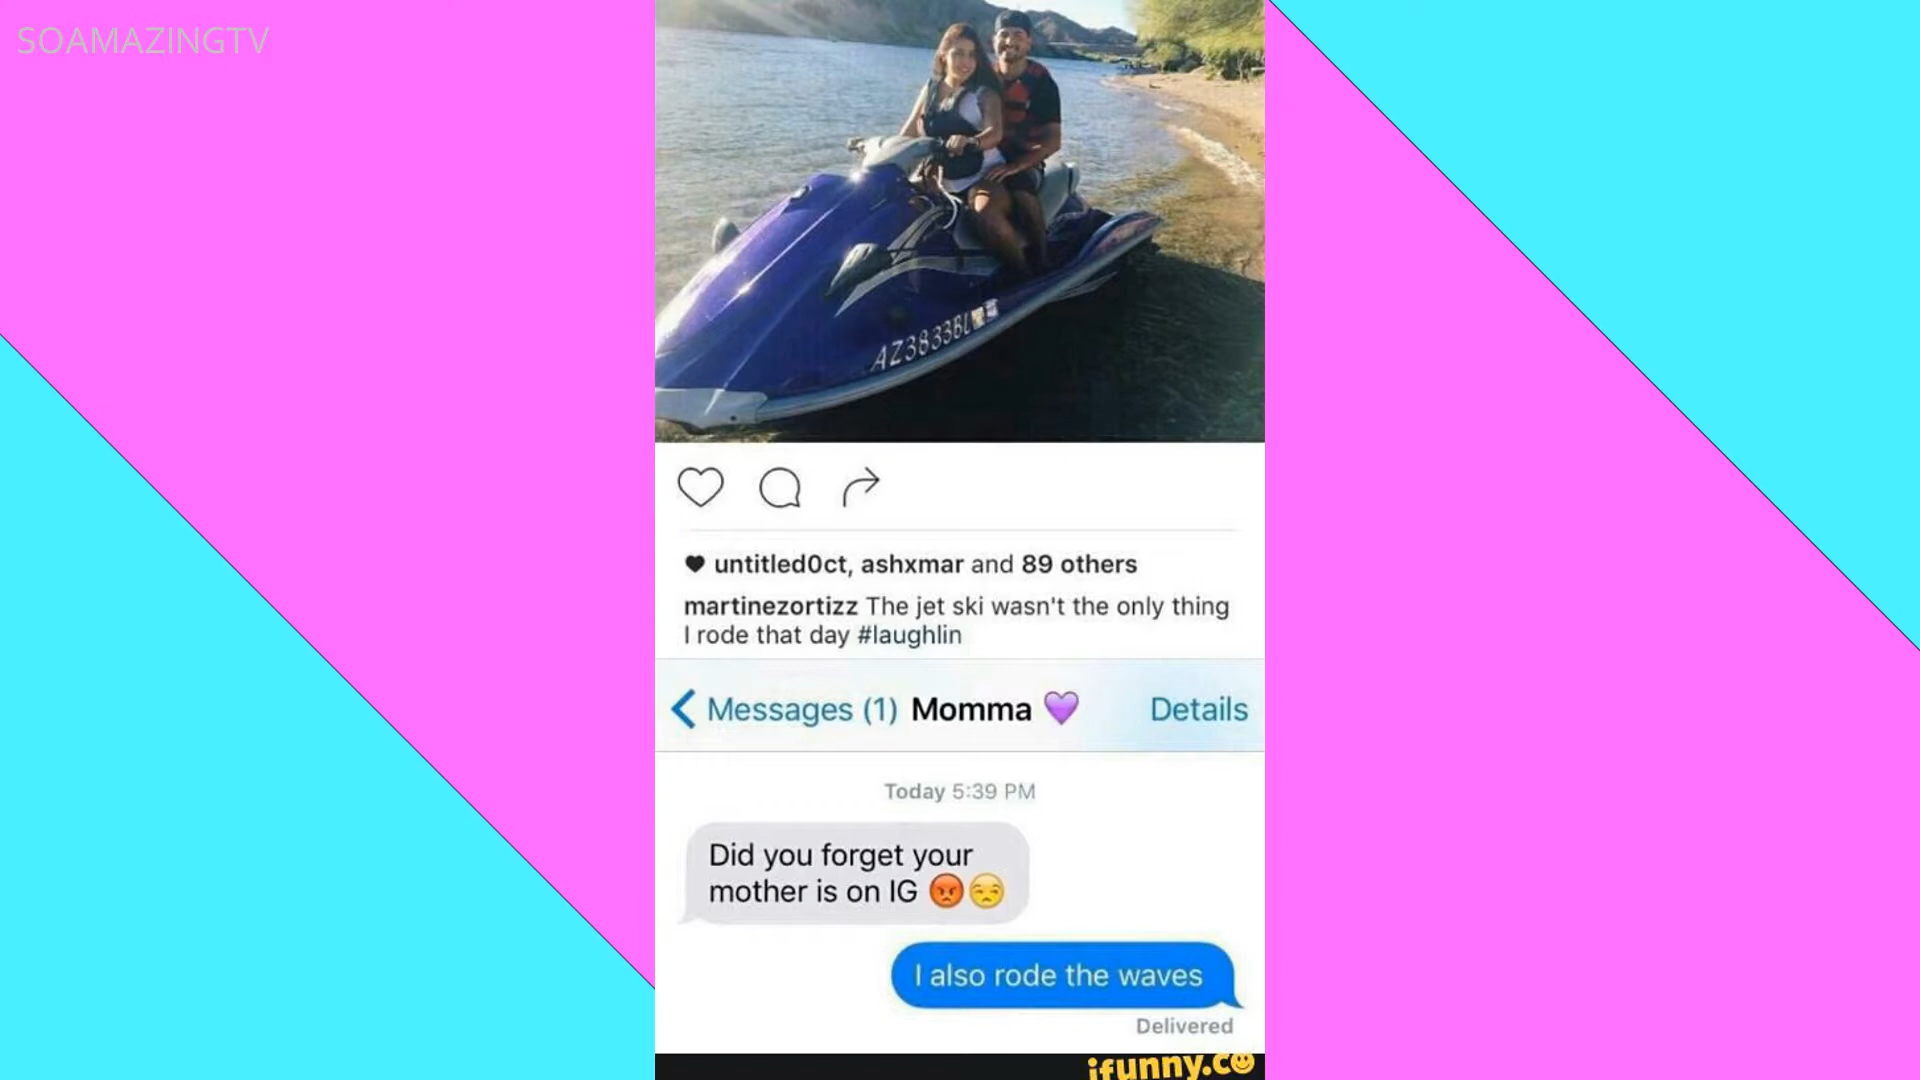 SOAMAZINGTV
AZ3833BL
untitled0ct, ashxmar and 89 others
martinezortizz The jet ski wasn't the only thing
I rode that day #laughlin
Messages (1) Momma 💜 Details
Today 5:39 PM
Did you forget your
mother is on IG 😡😒
I also rode the waves
Delivered
ifunny.co